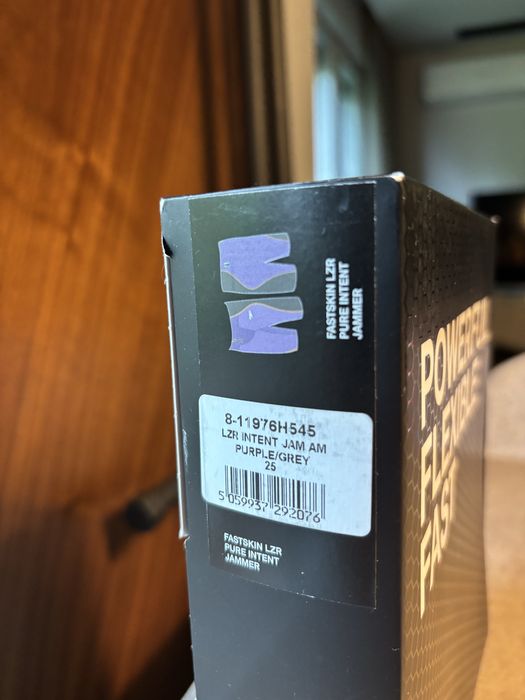 FASTSKIN LZR
PURE INTENT
JAMMER
8-11976H545
LZR INTENT JAM AM
PURPLE/GREY
25
5 059937 292076
FASTSKIN LZR
PURE INTENT
JAMMER
POWERFUL
FLEXIBLE
FAST